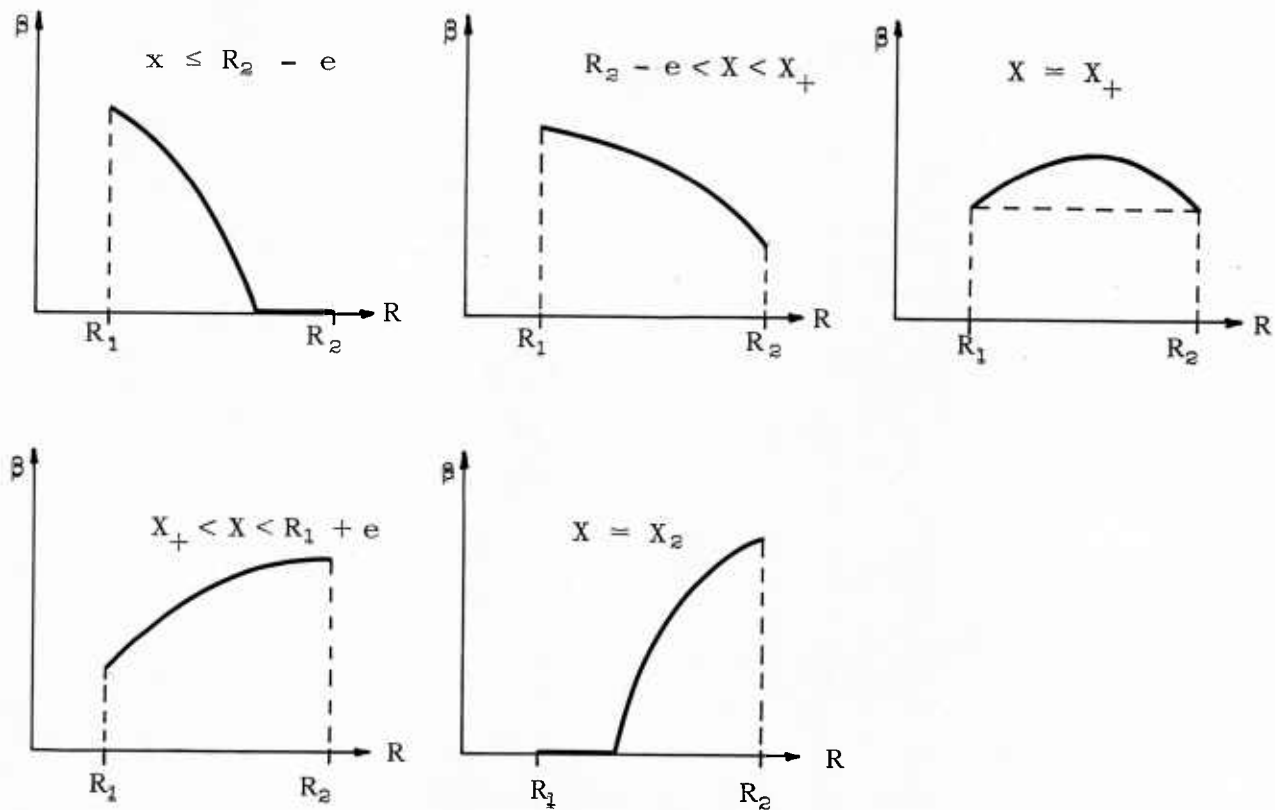 β
x ≤ R₂ - e
R₁
R₂
R
β
R₂ - e < X < X₊
R₁
R₂
R
β
X = X₊
R₁
R₂
R
β
X₊ < X < R₁ + e
R₁
R₂
R
β
X = X₂
R₁
R₂
R